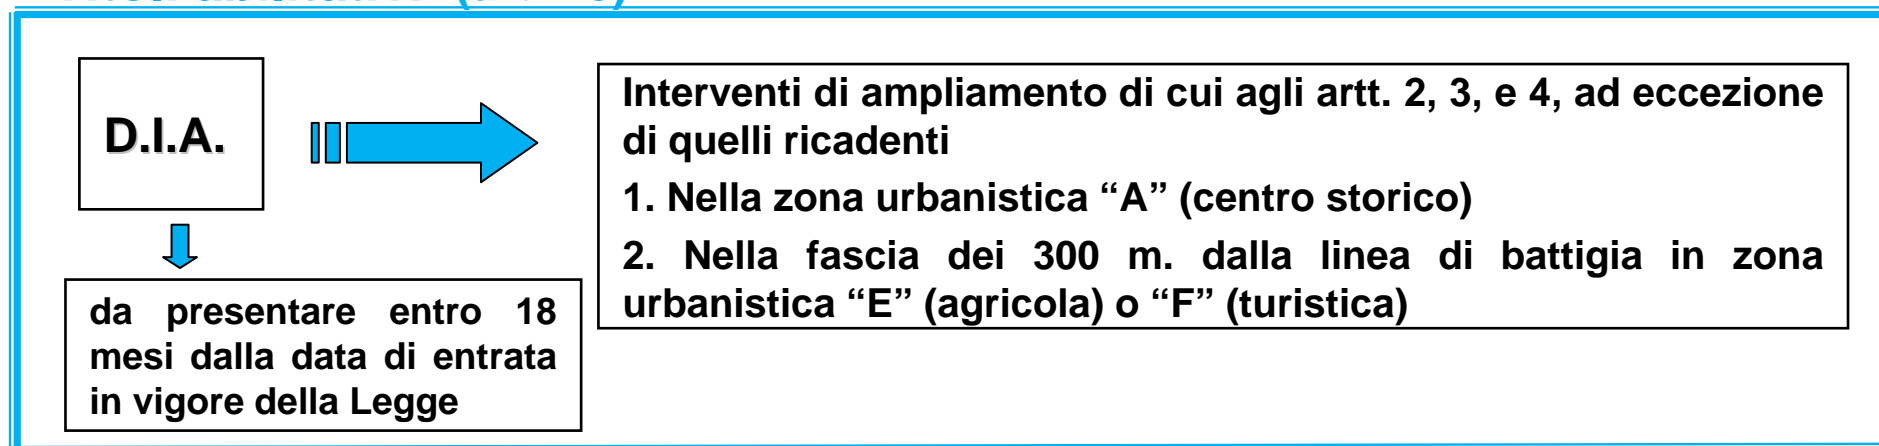 D.I.A.
Interventi di ampliamento di cui agli artt. 2, 3, e 4, ad eccezione
di quelli ricadenti
1. Nella zona urbanistica “A” (centro storico)
2. Nella fascia dei 300 m. dalla linea di battigia in zona
urbanistica “E” (agricola) o “F” (turistica)
da presentare entro 18
mesi dalla data di entrata
in vigore della Legge